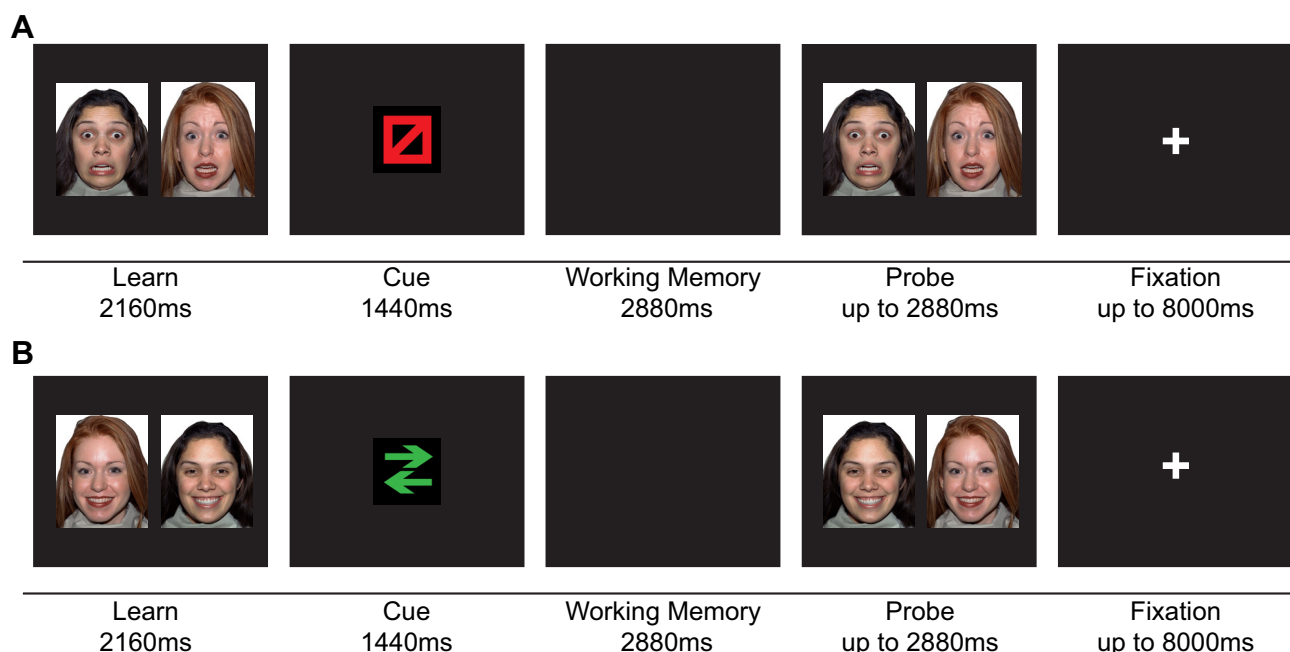 A
Learn Cue Working Memory Probe Fixation
2160ms 1440ms 2880ms up to 2880ms up to 8000ms
B
Learn Cue Working Memory Probe Fixation
2160ms 1440ms 2880ms up to 2880ms up to 8000ms